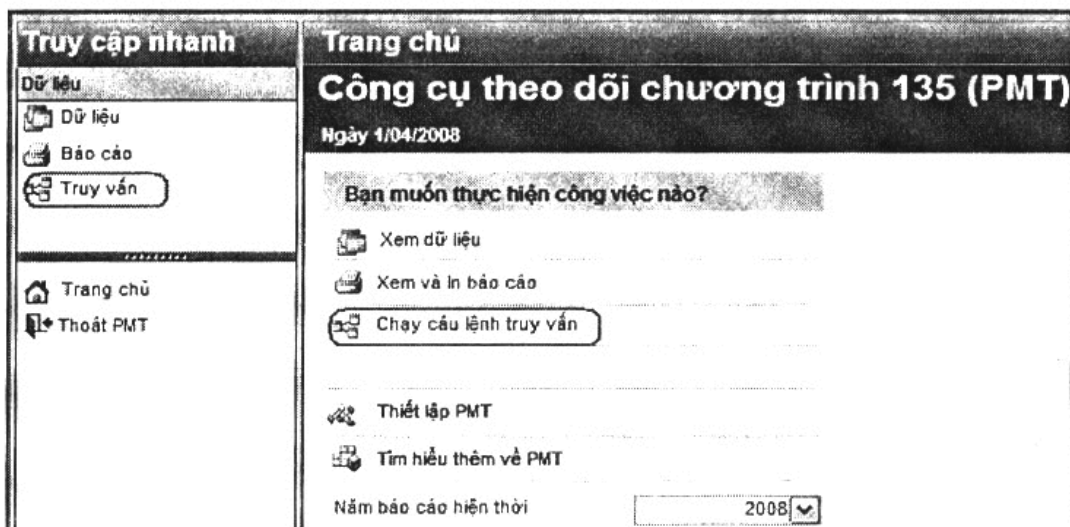 Truy cập nhanh
Dữ liệu
Dữ liệu
Báo cáo
Truy vấn
Trang chủ
Thoát PMT
Trang chủ
Công cụ theo dõi chương trình 135 (PMT)
Ngày 1/04/2008
Bạn muốn thực hiện công việc nào?
Xem dữ liệu
Xem và In báo cáo
Chạy câu lệnh truy vấn
Thiết lập PMT
Tìm hiểu thêm về PMT
Năm báo cáo hiện thời 2008